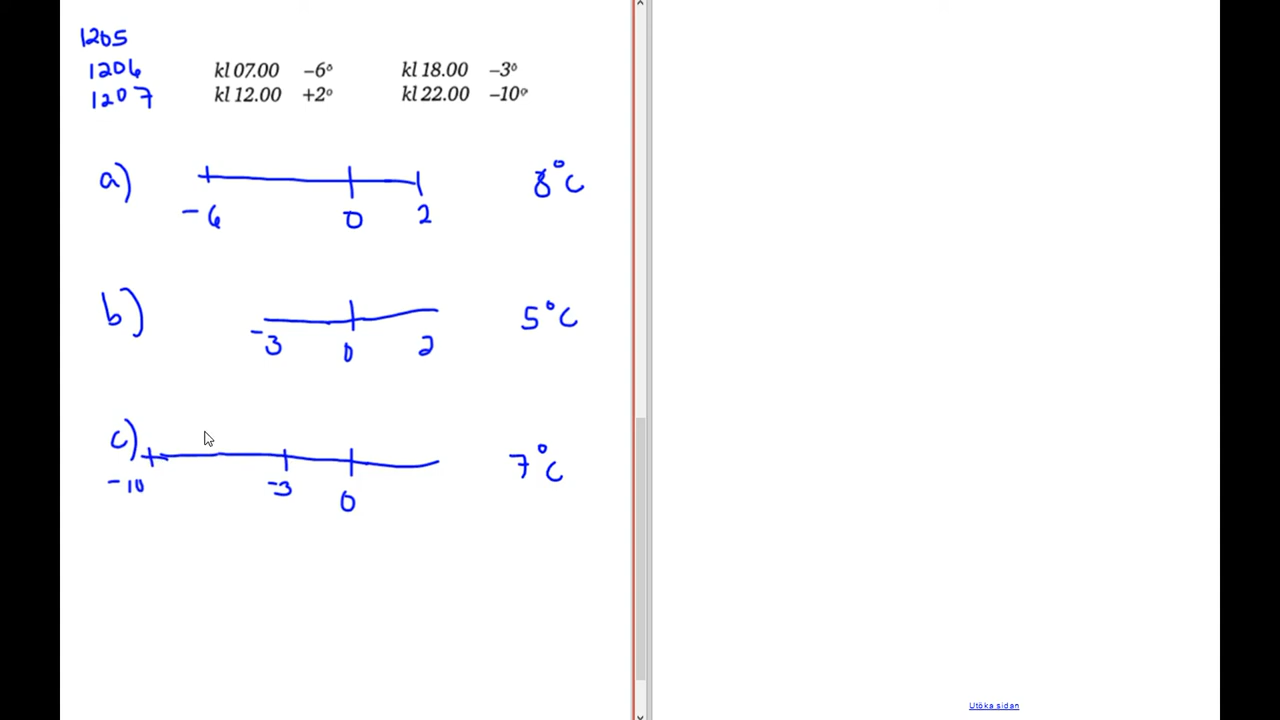 1205
1206
1207
kl 07.00 –6° kl 18.00 –3°
kl 12.00 +2° kl 22.00 –10°
a) 8°C
-6 0 2
b) 5°C
-3 0 2
c) 7°C
-10 -3 0
Utöka sidan